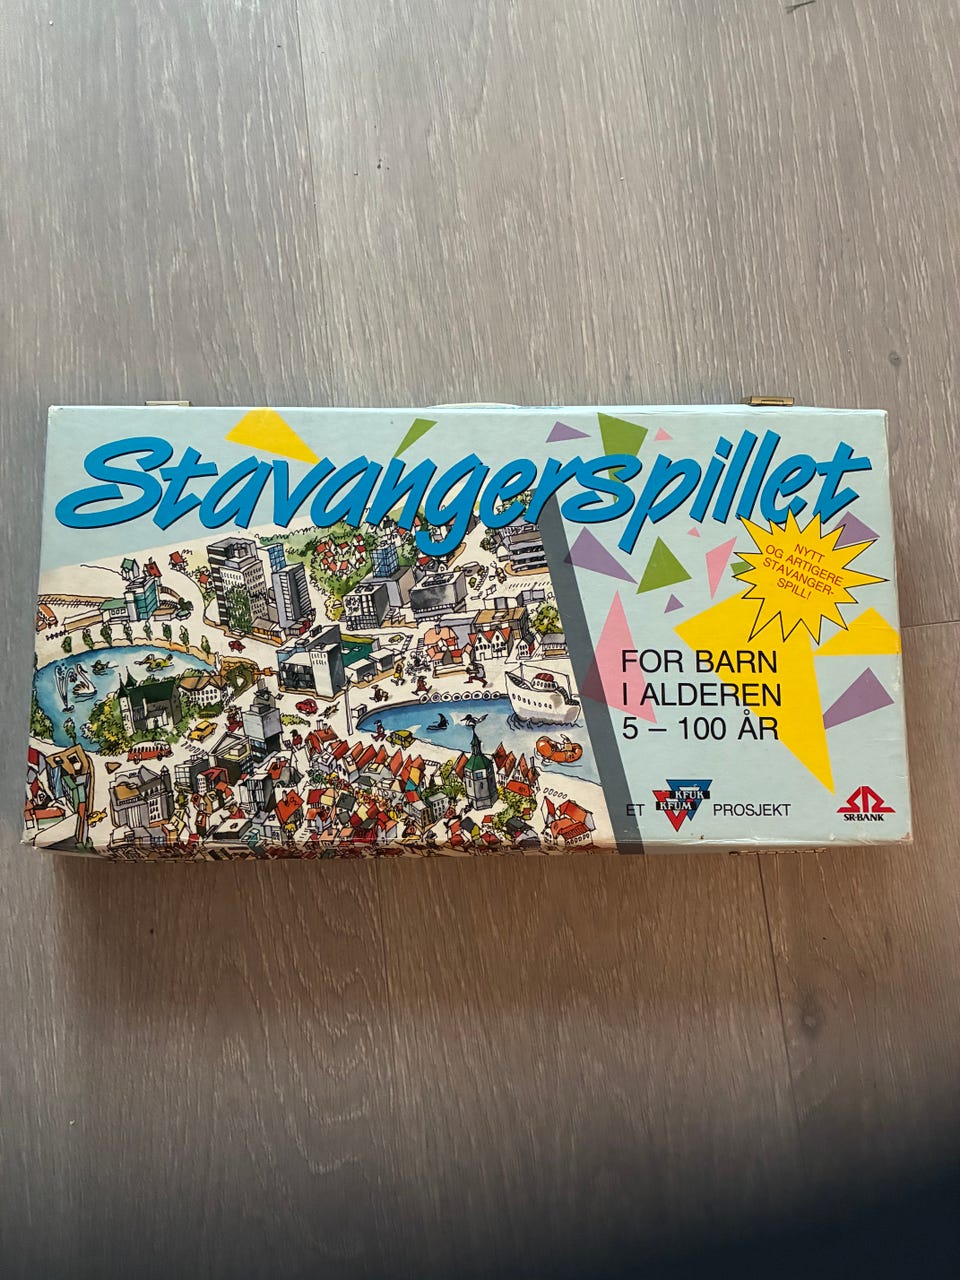 Stavangerspillet
NYTT
OG ARTIGERE
STAVANGER-
SPILL!
FOR BARN
I ALDEREN
5 – 100 ÅR
ET KFUK KFUM PROSJEKT
SR-BANK